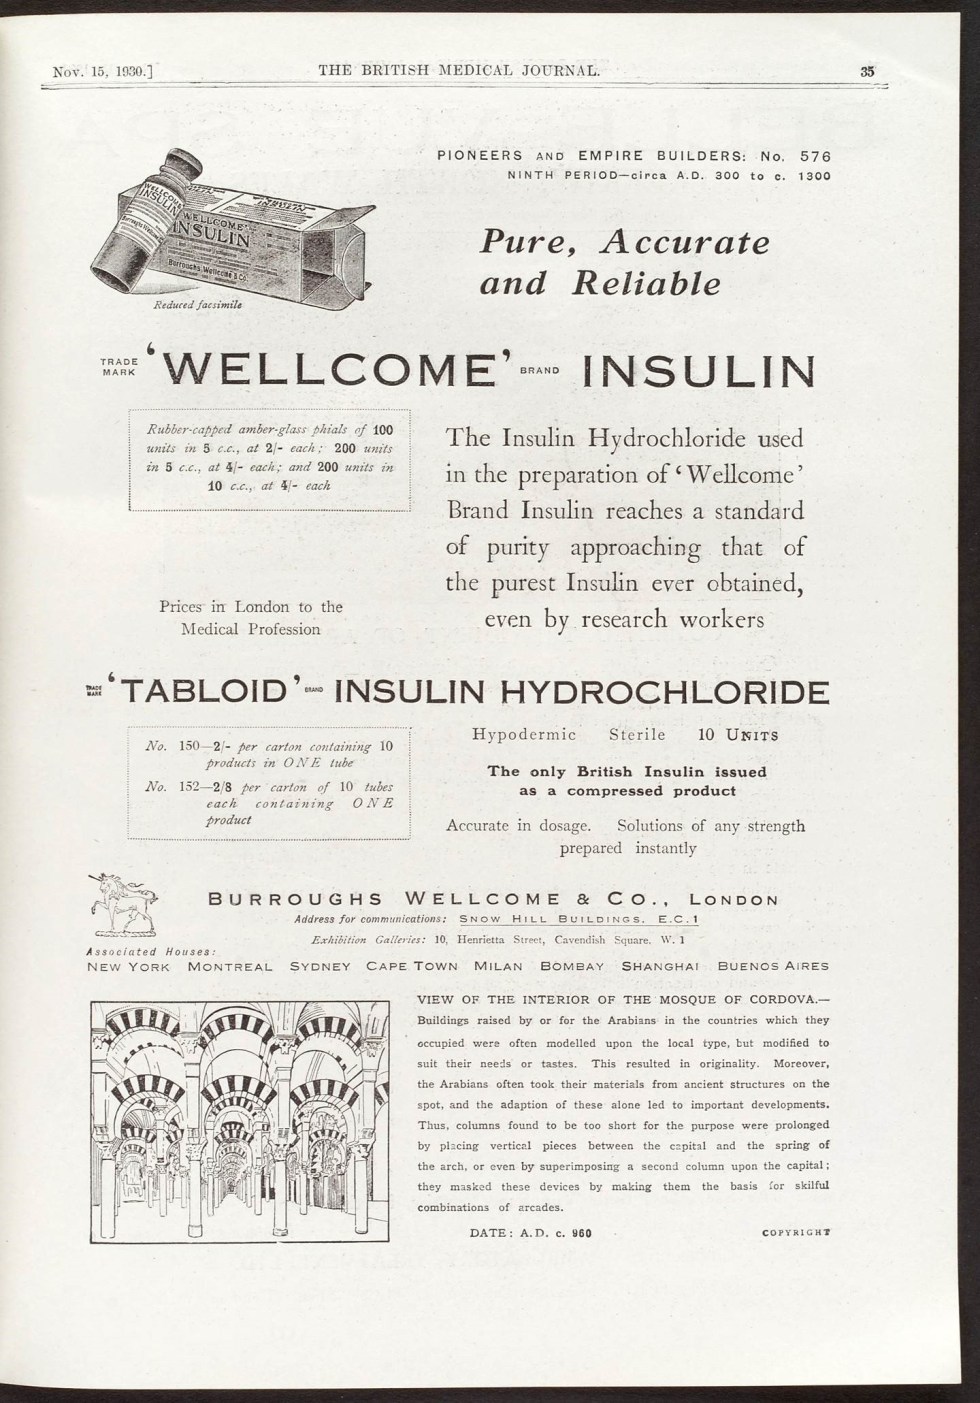 Nov. 15, 1930.] THE BRITISH MEDICAL JOURNAL. 35
PIONEERS AND EMPIRE BUILDERS: No. 576
NINTH PERIOD—circa A.D. 300 to c. 1300
WELLCOME
INSULIN
'WELLCOME'
INSULIN
Burroughs Wellcome & Co.
Reduced facsimile
Pure, Accurate
and Reliable
TRADE MARK 'WELLCOME' BRAND INSULIN
Rubber-capped amber-glass phials of 100
units in 5 c.c., at 2/- each; 200 units
in 5 c.c., at 4/- each; and 200 units in
10 c.c., at 4/- each
Prices in London to the
Medical Profession
The Insulin Hydrochloride used
in the preparation of 'Wellcome'
Brand Insulin reaches a standard
of purity approaching that of
the purest Insulin ever obtained,
even by research workers
TRADE MARK 'TABLOID' BRAND INSULIN HYDROCHLORIDE
No. 150—2/- per carton containing 10
products in ONE tube
No. 152—2/8 per carton of 10 tubes
each containing ONE
product
Hypodermic Sterile 10 UNITS
The only British Insulin issued
as a compressed product
Accurate in dosage. Solutions of any strength
prepared instantly
BURROUGHS WELLCOME & CO., LONDON
Address for communications: SNOW HILL BUILDINGS, E.C.1
Exhibition Galleries: 10, Henrietta Street, Cavendish Square, W. 1
Associated Houses:
NEW YORK MONTREAL SYDNEY CAPE TOWN MILAN BOMBAY SHANGHAI BUENOS AIRES
VIEW OF THE INTERIOR OF THE MOSQUE OF CORDOVA.—
Buildings raised by or for the Arabians in the countries which they
occupied were often modelled upon the local type, but modified to
suit their needs or tastes. This resulted in originality. Moreover,
the Arabians often took their materials from ancient structures on the
spot, and the adaption of these alone led to important developments.
Thus, columns found to be too short for the purpose were prolonged
by placing vertical pieces between the capital and the spring of
the arch, or even by superimposing a second column upon the capital;
they masked these devices by making them the basis for skilful
combinations of arcades.
DATE: A.D. c. 960 COPYRIGHT